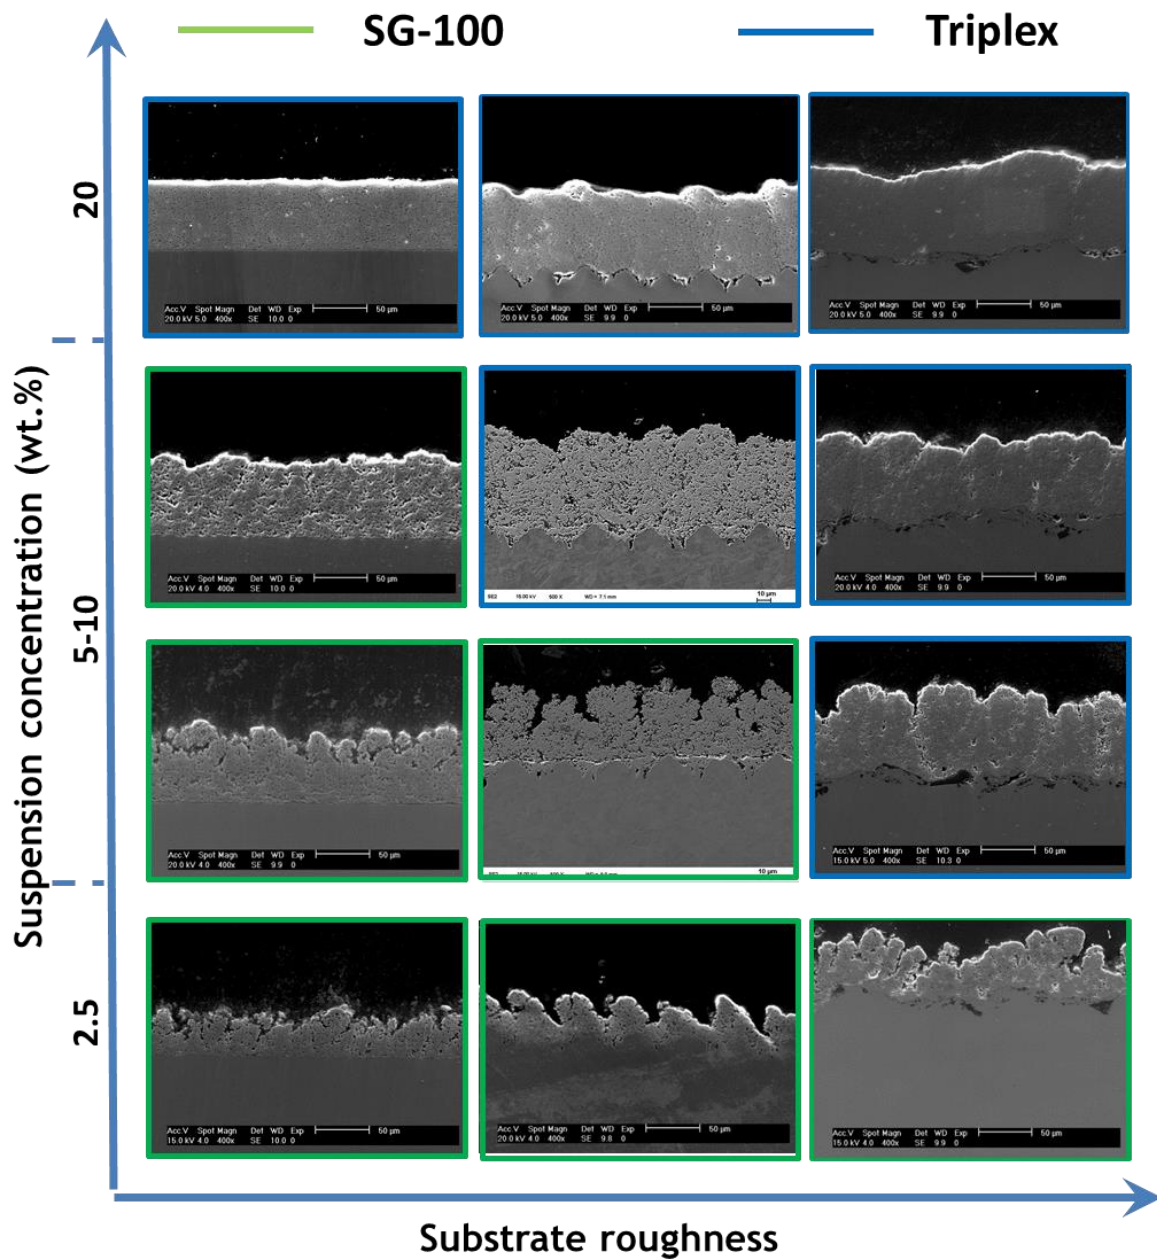 SG-100
Triplex
Suspension concentration (wt.%)
20
5-10
2.5
Acc.V Spot Magn Det WD Exp 50 µm
20.0 kV 5.0 400x SE 10.0 0
Acc.V Spot Magn Det WD Exp 50 µm
20.0 kV 5.0 400x SE 9.9 0
Acc.V Spot Magn Det WD Exp 50 µm
20.0 kV 5.0 400x SE 9.9 0
Acc.V Spot Magn Det WD Exp 50 µm
20.0 kV 4.0 400x SE 10.0 0
SE2 15.00 kV 500 X WD = 7.1 mm 10 µm
Acc.V Spot Magn Det WD Exp 50 µm
20.0 kV 4.0 400x SE 9.9 0
Acc.V Spot Magn Det WD Exp 50 µm
20.0 kV 4.0 400x SE 9.9 0
10 µm
Acc.V Spot Magn Det WD Exp 50 µm
15.0 kV 5.0 400x SE 10.3 0
Acc.V Spot Magn Det WD Exp 50 µm
15.0 kV 4.0 400x SE 10.0 0
Acc.V Spot Magn Det WD Exp 50 µm
20.0 kV 4.0 400x SE 9.8 0
Acc.V Spot Magn Det WD Exp 50 µm
15.0 kV 4.0 400x SE 9.9 0
Substrate roughness